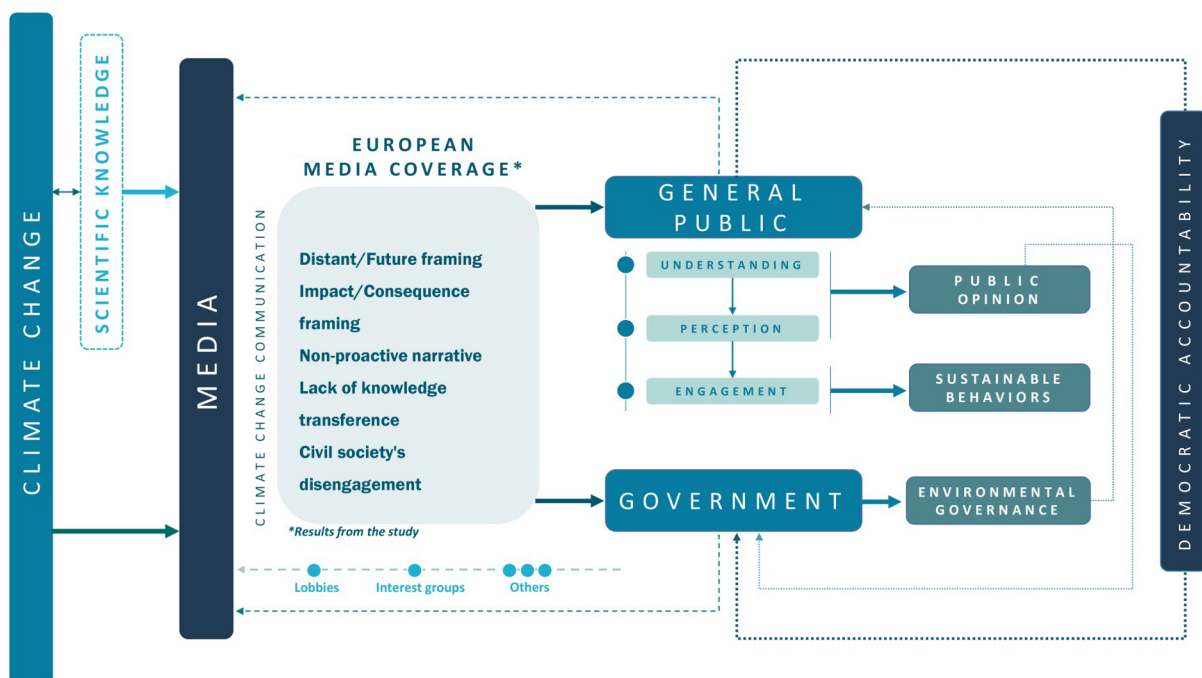 CLIMATE CHANGE
SCIENTIFIC KNOWLEDGE
MEDIA
CLIMATE CHANGE COMMUNICATION
EUROPEAN
MEDIA COVERAGE*
Distant/Future framing
Impact/Consequence
framing
Non-proactive narrative
Lack of knowledge
transference
Civil society's
disengagement
*Results from the study
Lobbies
Interest groups
Others
GENERAL
PUBLIC
UNDERSTANDING
PERCEPTION
ENGAGEMENT
PUBLIC
OPINION
SUSTAINABLE
BEHAVIORS
GOVERNMENT
ENVIRONMENTAL
GOVERNANCE
DEMOCRATIC ACCOUNTABILITY